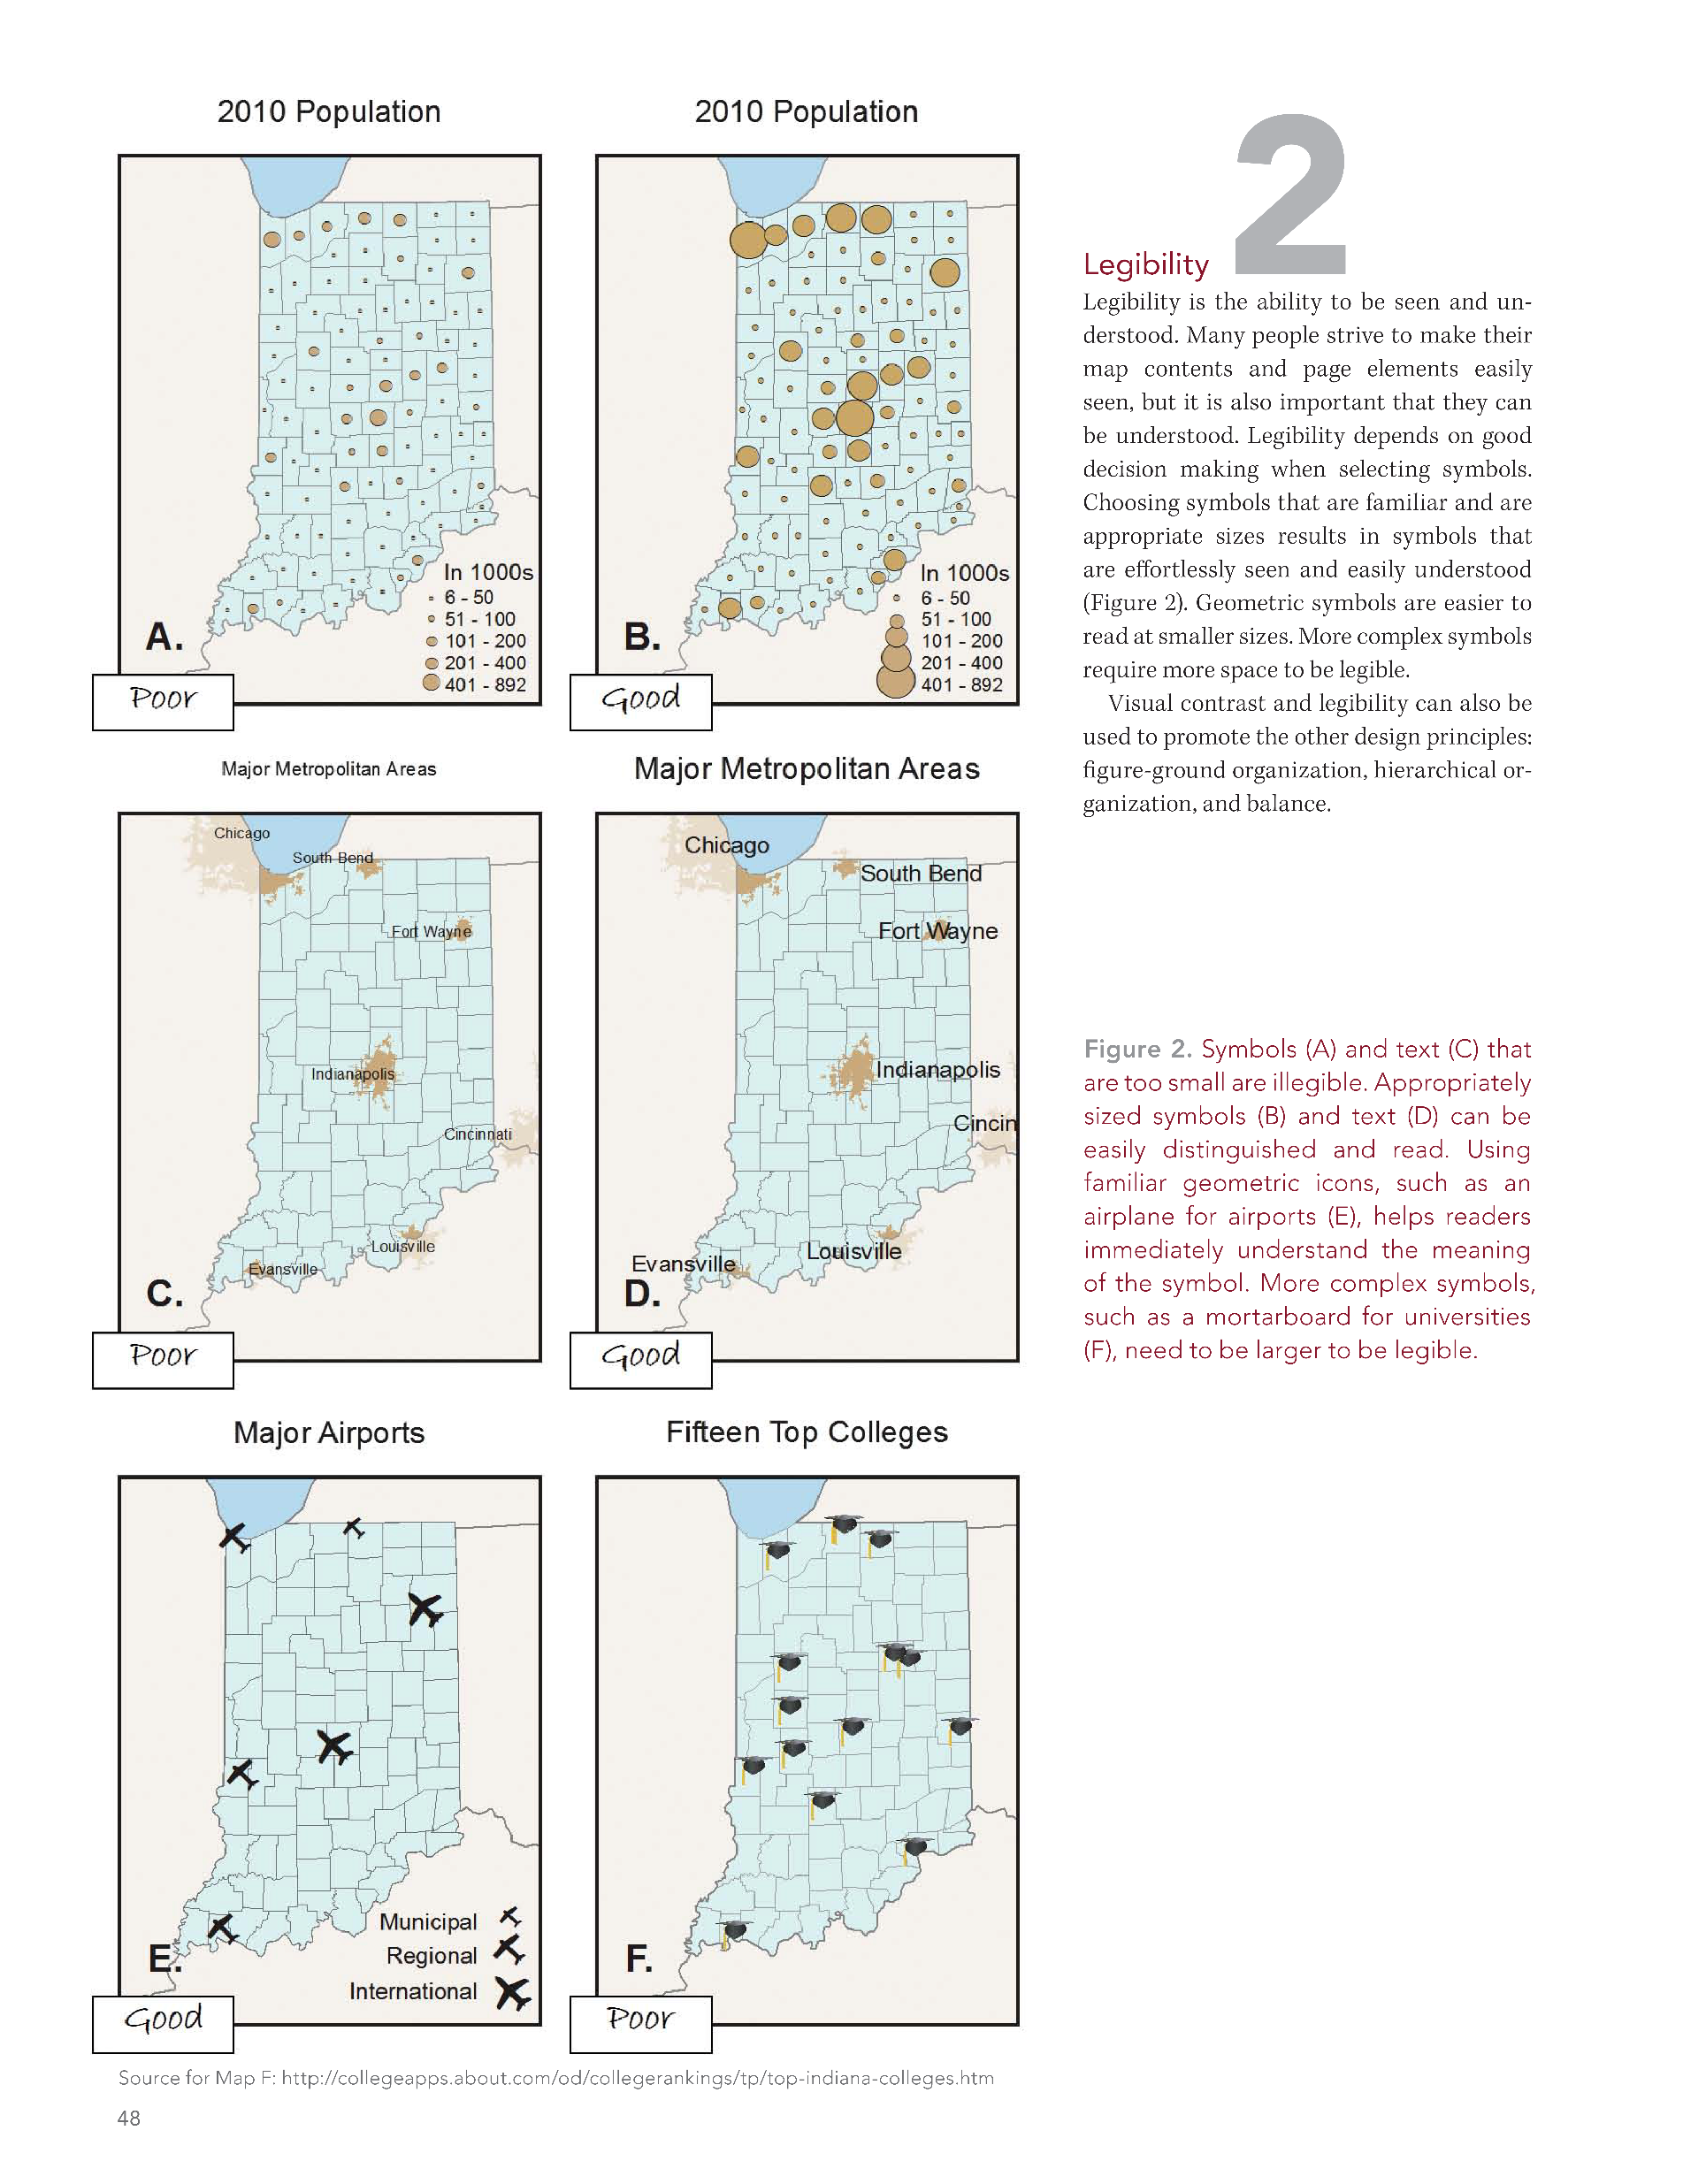 2010 Population
In 1000s
6 - 50
51 - 100
101 - 200
201 - 400
401 - 892
A.
Poor
2010 Population
In 1000s
6 - 50
51 - 100
101 - 200
201 - 400
401 - 892
B.
Good
2
Legibility
Legibility is the ability to be seen and un-
derstood. Many people strive to make their
map contents and page elements easily
seen, but it is also important that they can
be understood. Legibility depends on good
decision making when selecting symbols.
Choosing symbols that are familiar and are
appropriate sizes results in symbols that
are effortlessly seen and easily understood
(Figure 2). Geometric symbols are easier to
read at smaller sizes. More complex symbols
require more space to be legible.
Visual contrast and legibility can also be
used to promote the other design principles:
figure-ground organization, hierarchical or-
ganization, and balance.
Major Metropolitan Areas
Chicago
South Bend
Fort Wayne
Indianapolis
Cincinnati
Louisville
Evansville
C.
Poor
Major Metropolitan Areas
Chicago
South Bend
Fort Wayne
Indianapolis
Cincin
Louisville
Evansville
D.
Good
Figure 2. Symbols (A) and text (C) that
are too small are illegible. Appropriately
sized symbols (B) and text (D) can be
easily distinguished and read. Using
familiar geometric icons, such as an
airplane for airports (E), helps readers
immediately understand the meaning
of the symbol. More complex symbols,
such as a mortarboard for universities
(F), need to be larger to be legible.
Major Airports
Municipal
Regional
International
E.
Good
Fifteen Top Colleges
F.
Poor
Source for Map F: http://collegeapps.about.com/od/collegerankings/tp/top-indiana-colleges.htm
48